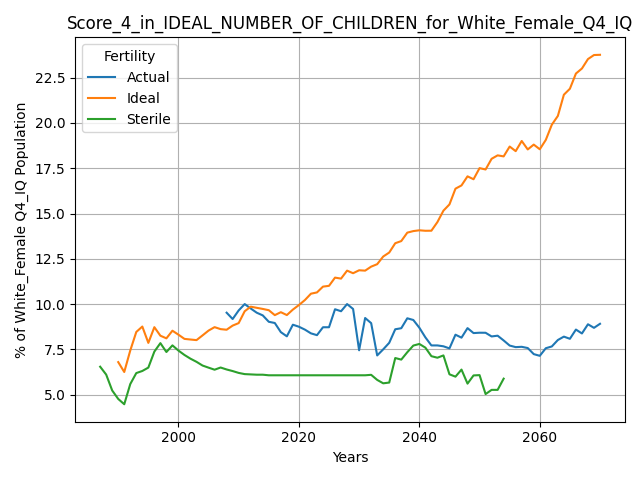 Score_4_in_IDEAL_NUMBER_OF_CHILDREN_for_White_Female_Q4_IQ
Fertility
Actual
Ideal
Sterile
% of White_Female Q4_IQ Population
22.5
20.0
17.5
15.0
12.5
10.0
7.5
5.0
2000
2020
2040
2060
Years